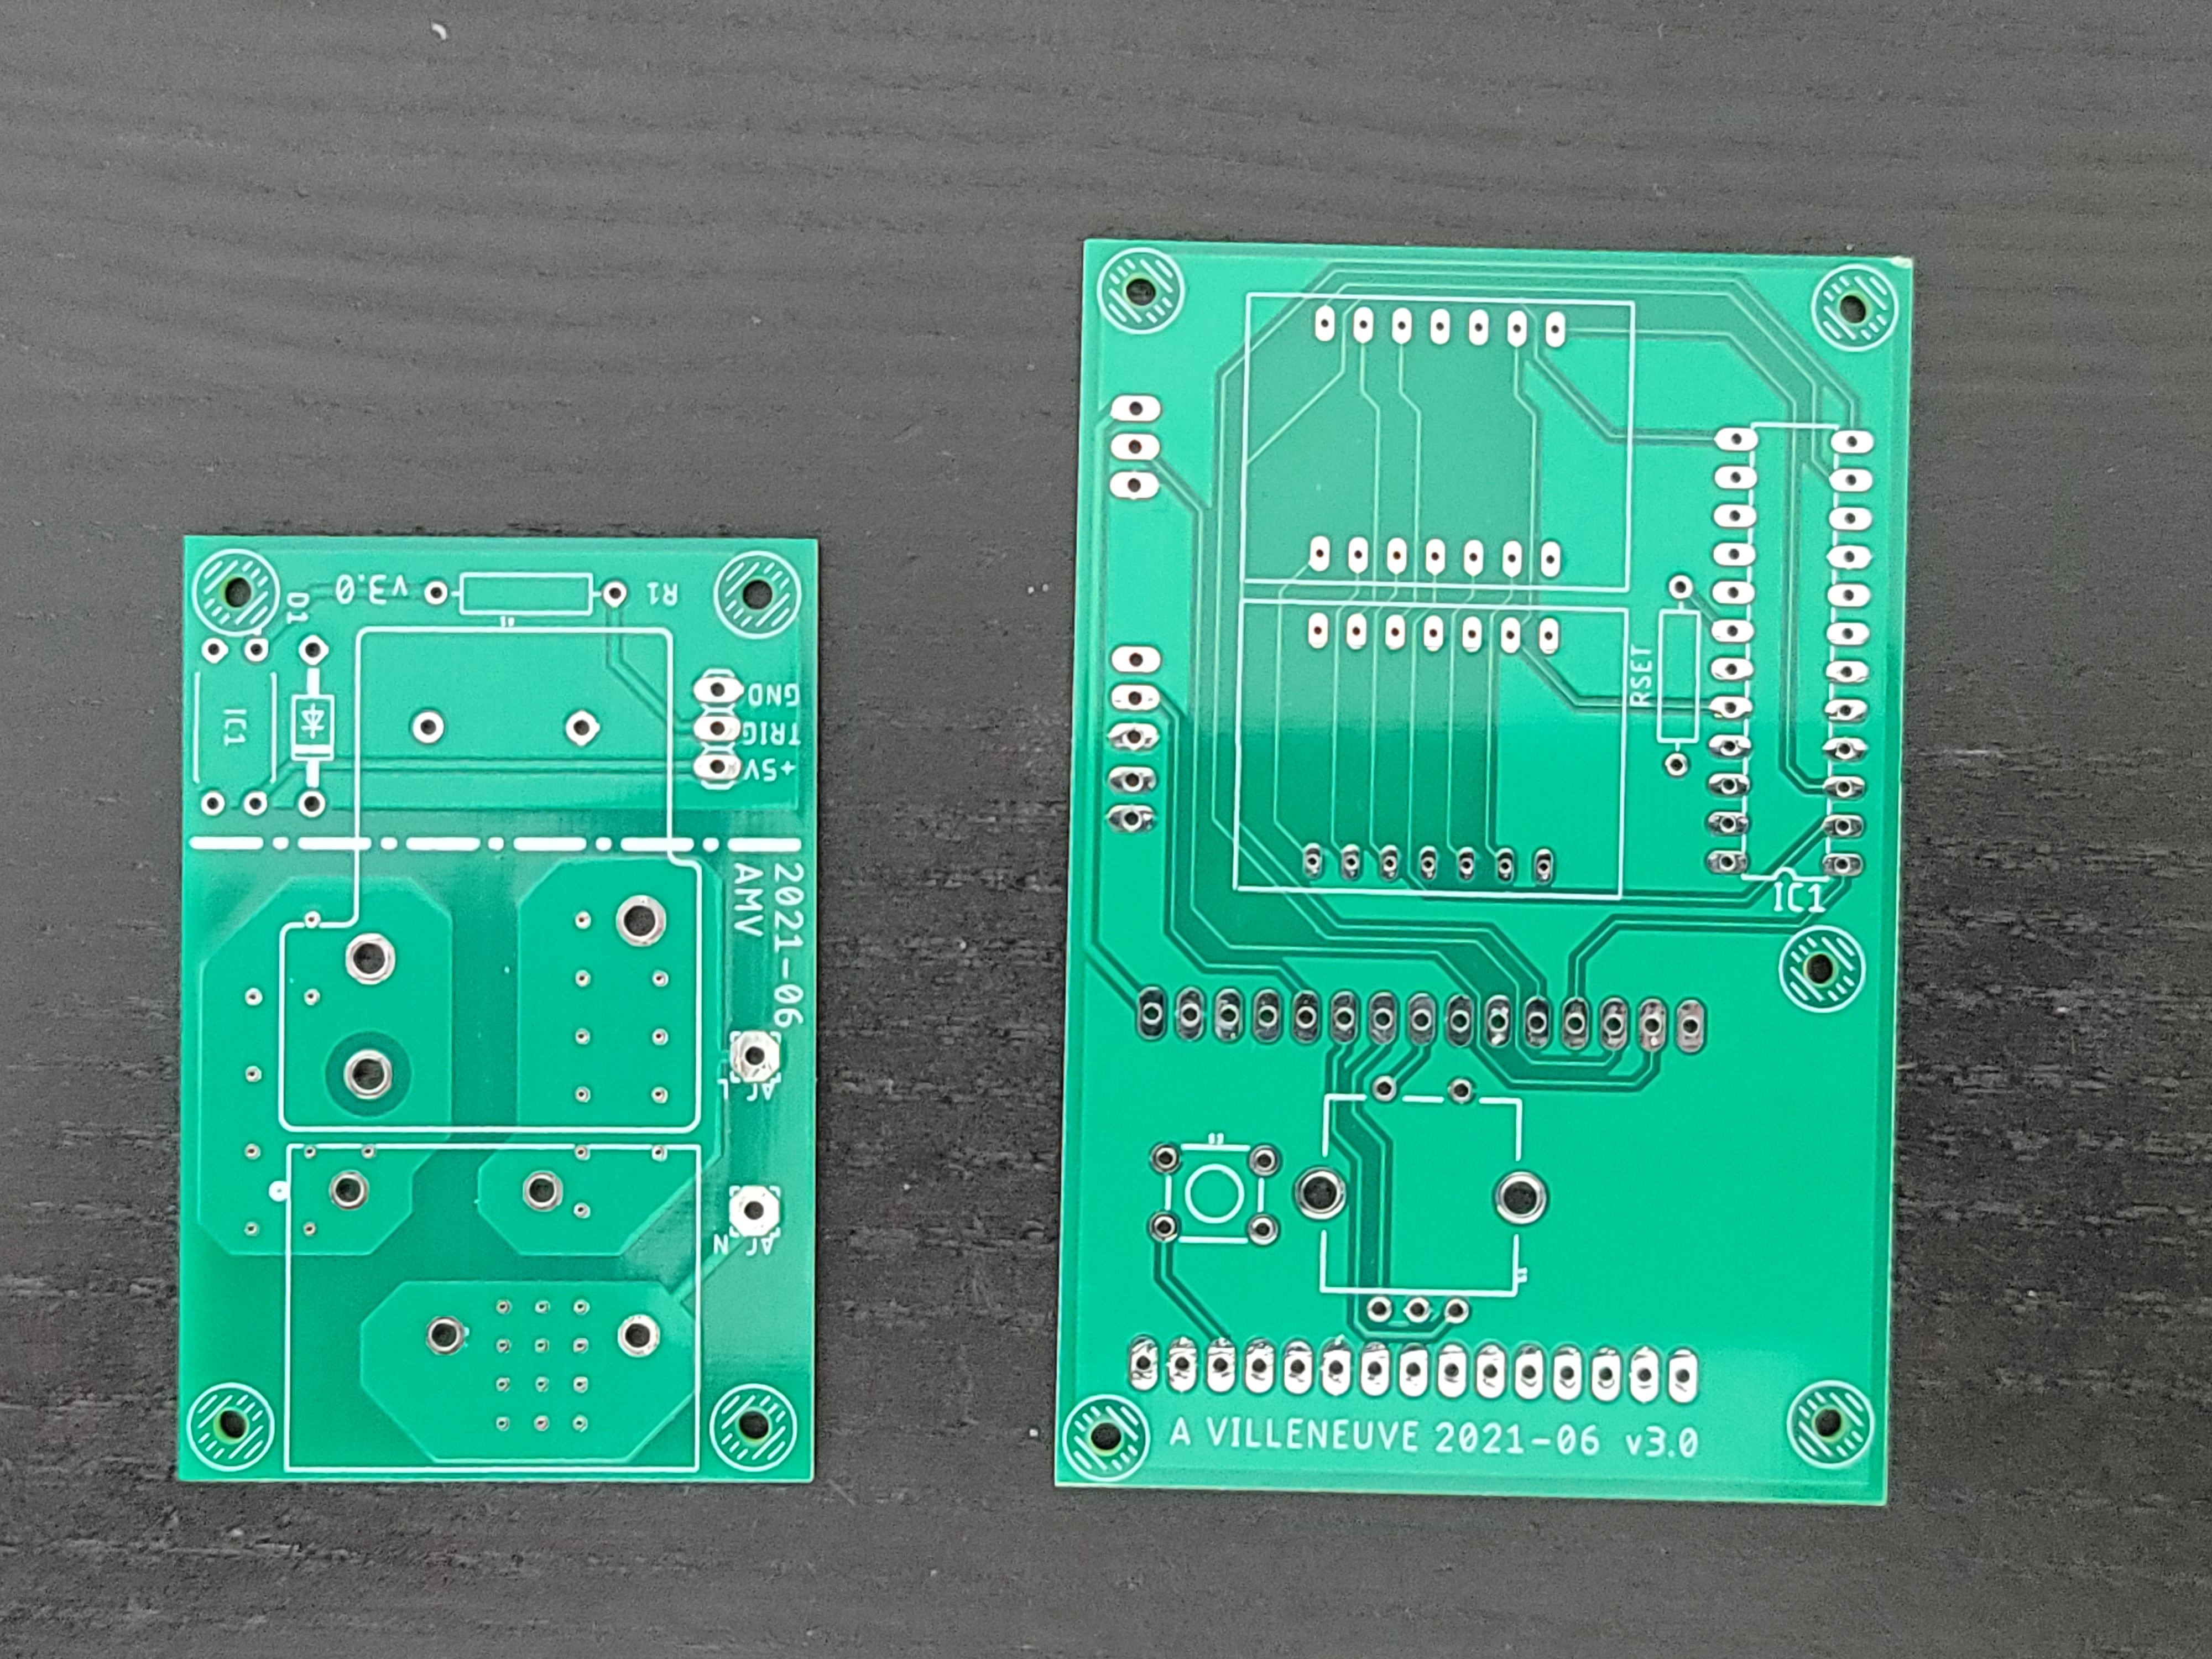 IC1
D1
v3.0
R1
AC N
AC L
AMV
2021-06
+5V
TRIG
GND
A VILLENEUVE 2021-06 v3.0
RSET
IC1